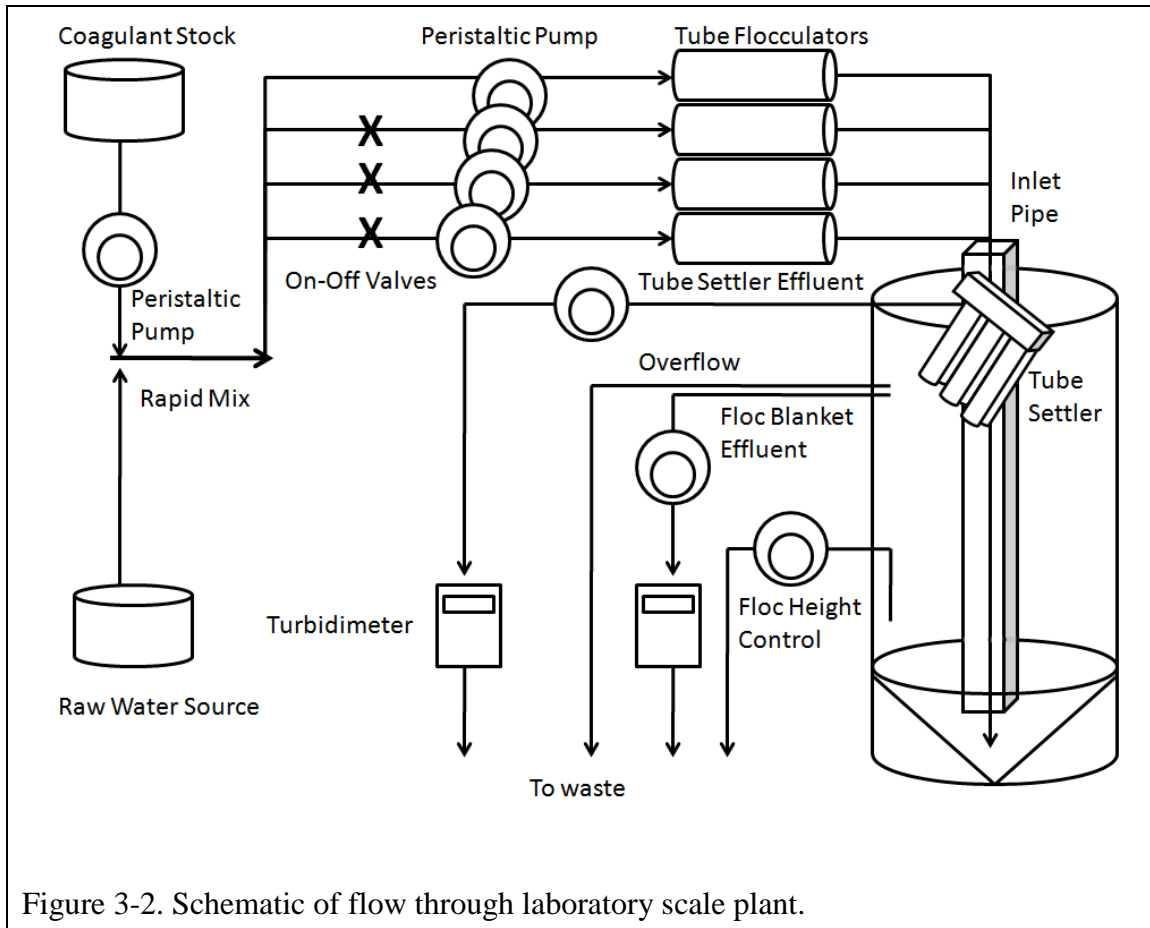 Coagulant Stock
Peristaltic Pump
Tube Flocculators
X
X
X
Inlet
Pipe
On-Off Valves
Tube Settler Effluent
Peristaltic
Pump
Overflow
Rapid Mix
Tube
Settler
Floc Blanket
Effluent
Turbidimeter
Floc Height
Control
Raw Water Source
To waste
Figure 3-2. Schematic of flow through laboratory scale plant.